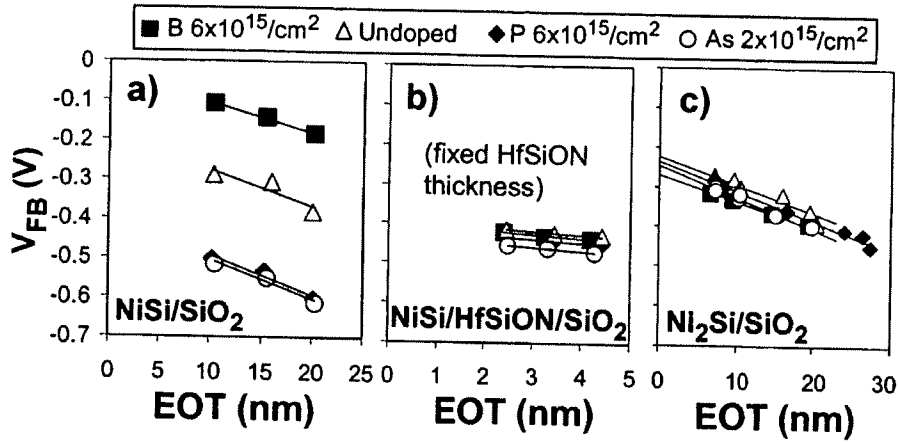 ■ B 6x10¹⁵/cm² △ Undoped ◆ P 6x10¹⁵/cm² ○ As 2x10¹⁵/cm²
V_FB (V)
0
-0.1
-0.2
-0.3
-0.4
-0.5
-0.6
-0.7
a)
NiSi/SiO₂
0 5 10 15 20 25
EOT (nm)
b)
(fixed HfSiON
thickness)
NiSi/HfSiON/SiO₂
0 1 2 3 4 5
EOT (nm)
c)
Ni₂Si/SiO₂
0 10 20 30
EOT (nm)